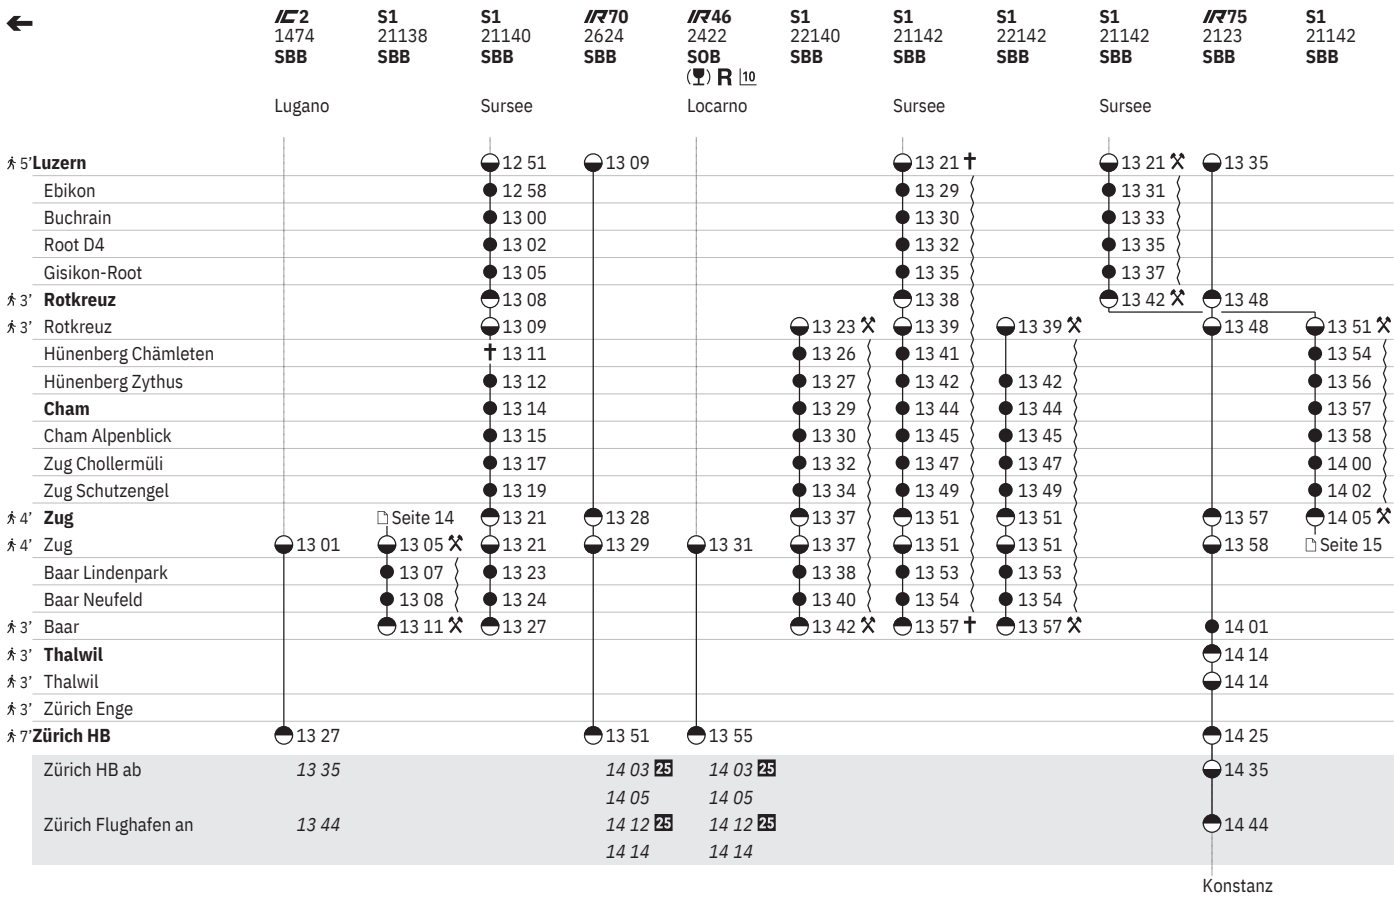 IC2 S1 S1 IR70 IR46 S1 S1 S1 S1 IR75 S1
1474 21138 21140 2624 2422 22140 21142 22142 21142 2123 21142
SBB SBB SBB SBB SOB SBB SBB SBB SBB SBB SBB
R 10
Lugano Sursee Locarno Sursee Sursee
5' Luzern 12 51 13 09 13 21 13 21 13 35
Ebikon 12 58 13 29 13 31
Buchrain 13 00 13 30 13 33
Root D4 13 02 13 32 13 35
Gisikon-Root 13 05 13 35 13 37
3' Rotkreuz 13 08 13 38 13 42 13 48
3' Rotkreuz 13 09 13 23 13 39 13 39 13 48 13 51
Hünenberg Chämleten 13 11 13 26 13 41 13 54
Hünenberg Zythus 13 12 13 27 13 42 13 42 13 56
Cham 13 14 13 29 13 44 13 44 13 57
Cham Alpenblick 13 15 13 30 13 45 13 45 13 58
Zug Chollermüli 13 17 13 32 13 47 13 47 14 00
Zug Schutzengel 13 19 13 34 13 49 13 49 14 02
4' Zug Seite 14 13 21 13 28 13 37 13 51 13 51 13 57 14 05
4' Zug 13 01 13 05 13 21 13 29 13 31 13 37 13 51 13 51 13 58 Seite 15
Baar Lindenpark 13 07 13 23 13 38 13 53 13 53
Baar Neufeld 13 08 13 24 13 40 13 54 13 54
3' Baar 13 11 13 27 13 42 13 57 13 57 14 01
3' Thalwil 14 14
3' Thalwil 14 14
3' Zürich Enge
7' Zürich HB 13 27 13 51 13 55 14 25
Zürich HB ab 13 35 14 03 25 14 03 25 14 35
14 05 14 05
Zürich Flughafen an 13 44 14 12 25 14 12 25 14 44
14 14 14 14
Konstanz